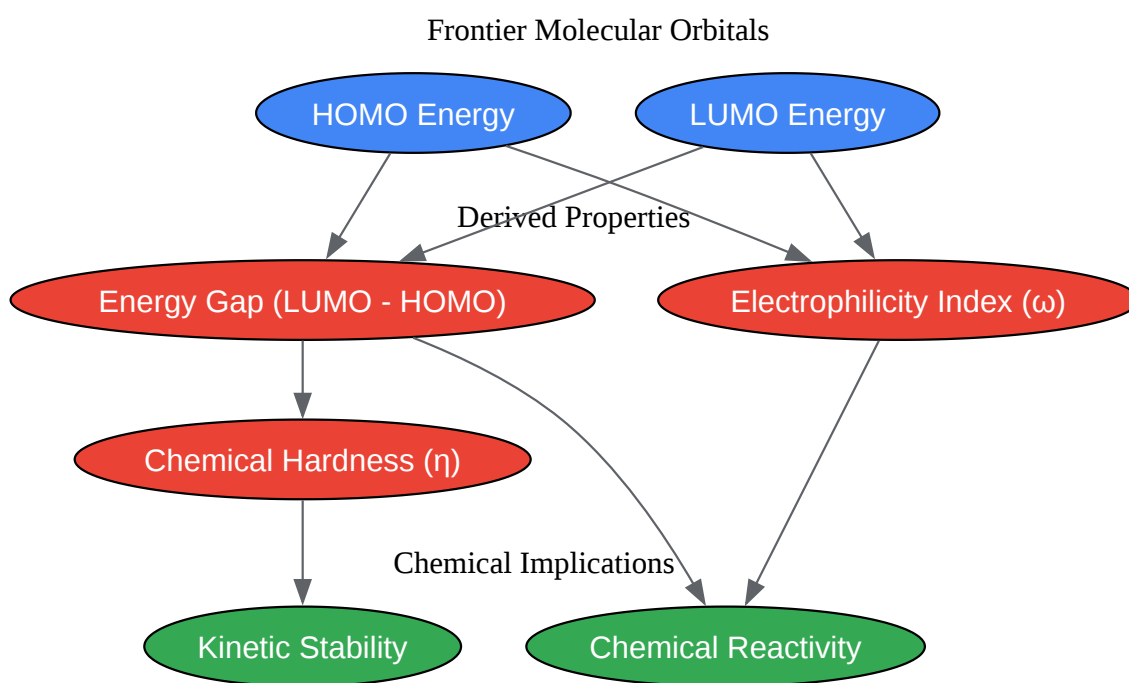 Frontier Molecular Orbitals
HOMO Energy
LUMO Energy
Derived Properties
Energy Gap (LUMO - HOMO)
Electrophilicity Index (ω)
Chemical Hardness (η)
Chemical Implications
Kinetic Stability
Chemical Reactivity